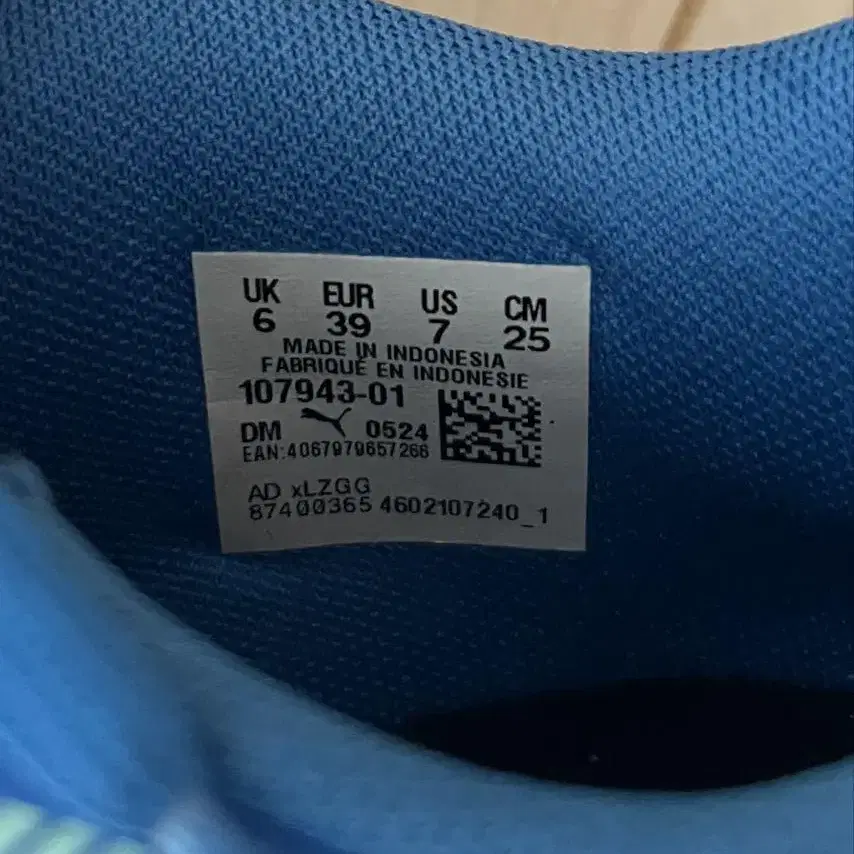 UK EUR US CM
6 39 7 25
MADE IN INDONESIA
FABRIQUÉ EN INDONESIE
107943-01
DM 0524
EAN:4067979657266
AD xLZGG
87400365 4602107240_1